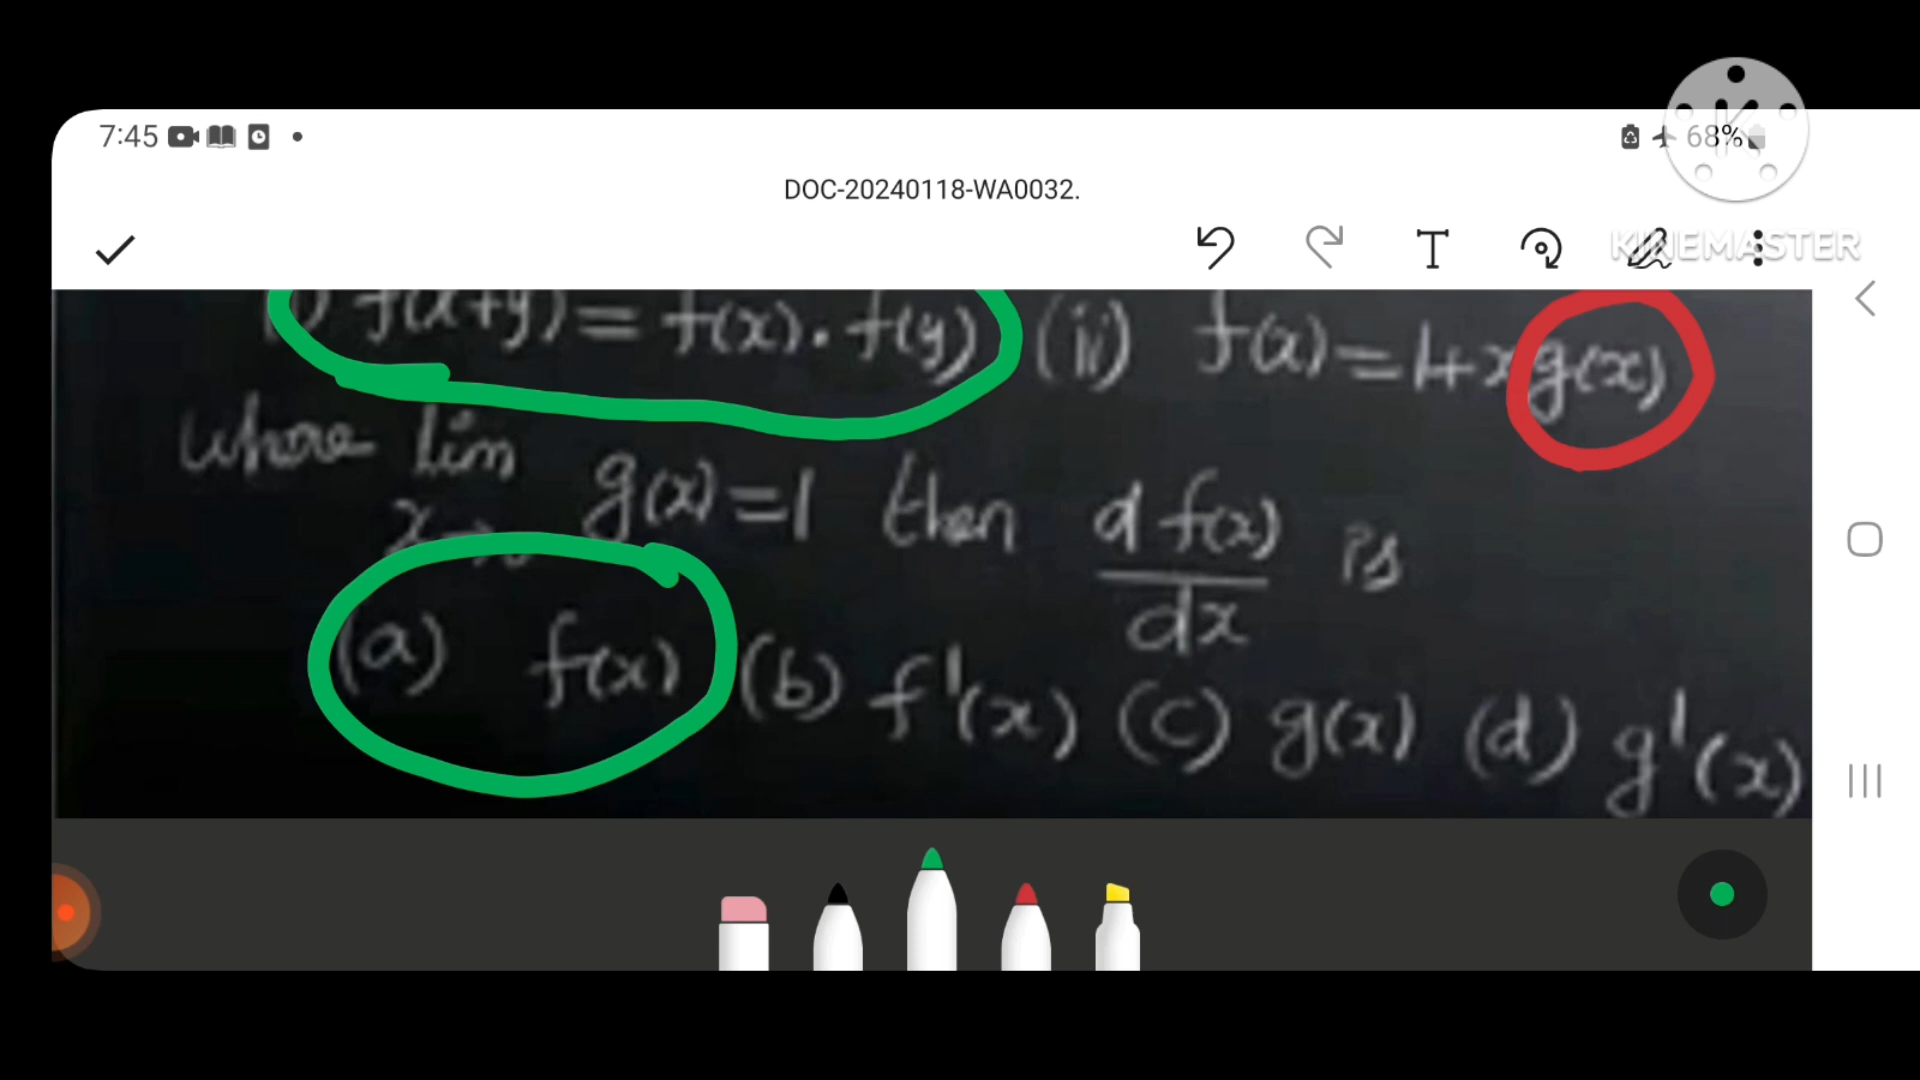 7:45
68%
DOC-20240118-WA0032.
KINEMASTER
f(x+y) = f(x). f(y) (ii) f(x) = 1+x g(x)
where lim g(x) = 1 then d f(x) is
x→
dx
(a) f(x) (b) f'(x) (c) g(x) (d) g'(x)